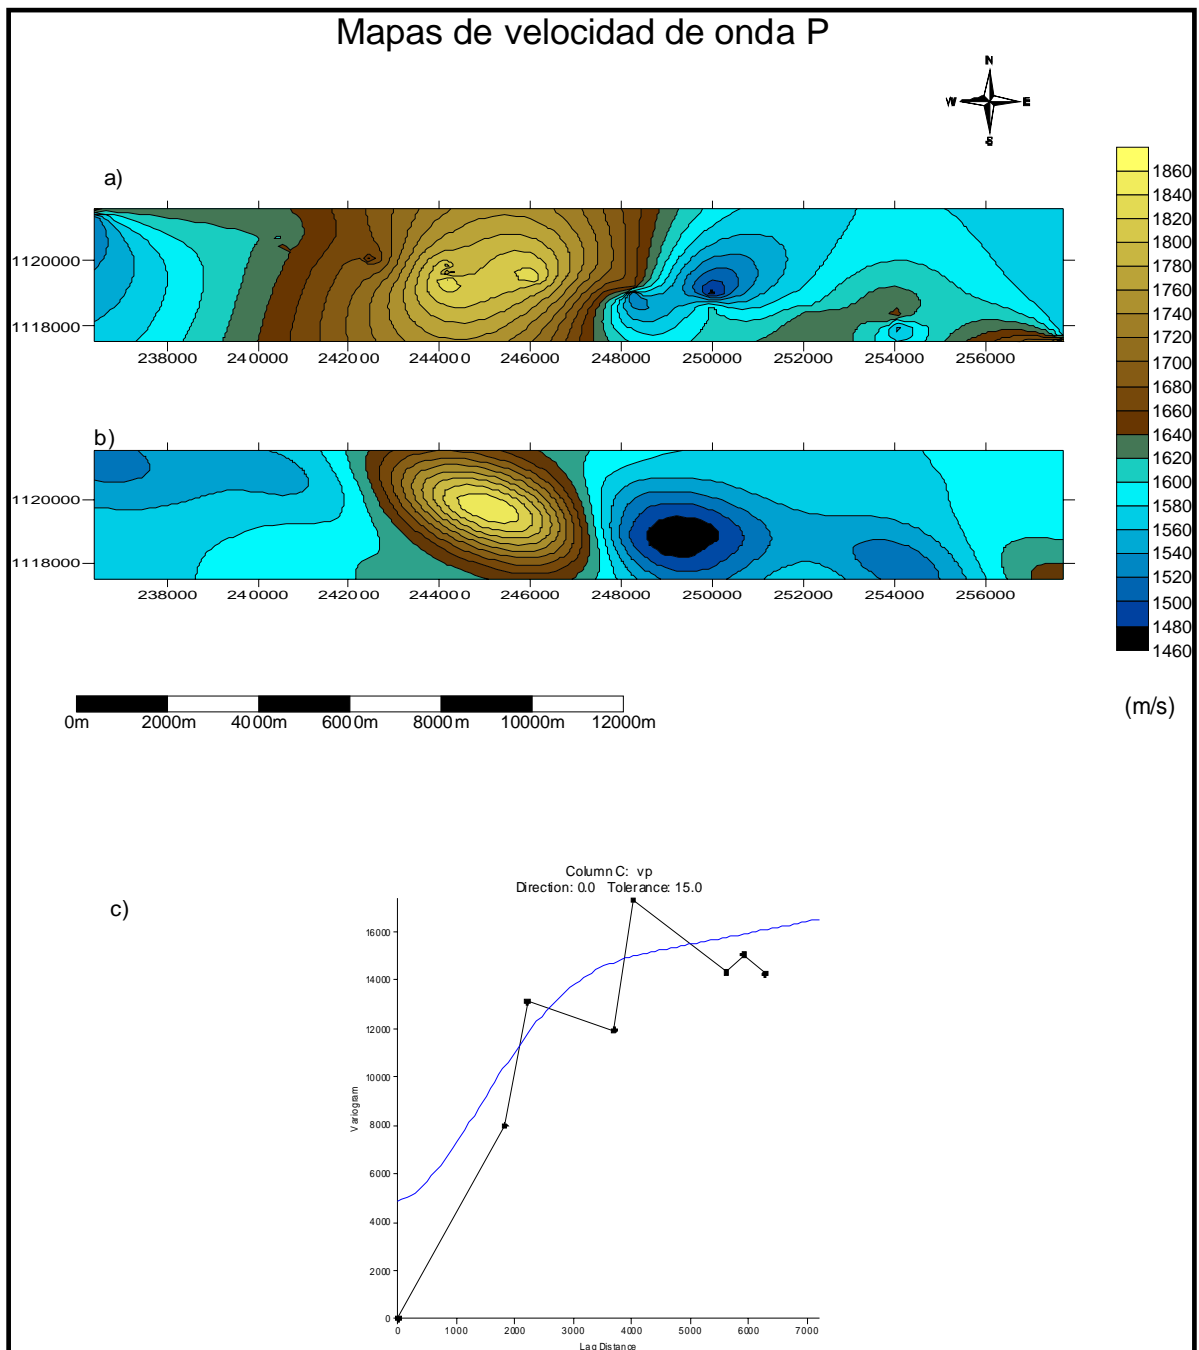 Mapas de velocidad de onda P
N
W E
S
a)
1120000
1118000
238000 240000 242000 244000 246000 248000 250000 252000 254000 256000
b)
1120000
1118000
238000 240000 242000 244000 246000 248000 250000 252000 254000 256000
1860
1840
1820
1800
1780
1760
1740
1720
1700
1680
1660
1640
1620
1600
1580
1560
1540
1520
1500
1480
1460
(m/s)
0m 2000m 4000m 6000m 8000m 10000m 12000m
c)
Column C: vp
Direction: 0.0 Tolerance: 15.0
Variogram
16000
14000
12000
10000
8000
6000
4000
2000
0
0 1000 2000 3000 4000 5000 6000 7000
Lag Distance